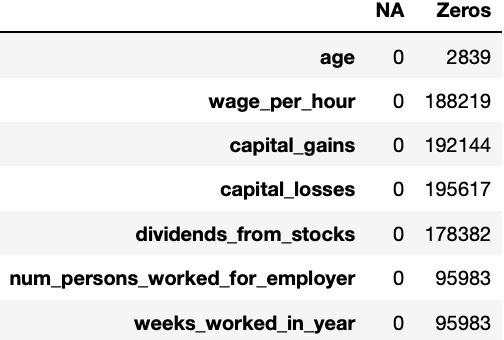 NA Zeros
age 0 2839
wage_per_hour 0 188219
capital_gains 0 192144
capital_losses 0 195617
dividends_from_stocks 0 178382
num_persons_worked_for_employer 0 95983
weeks_worked_in_year 0 95983